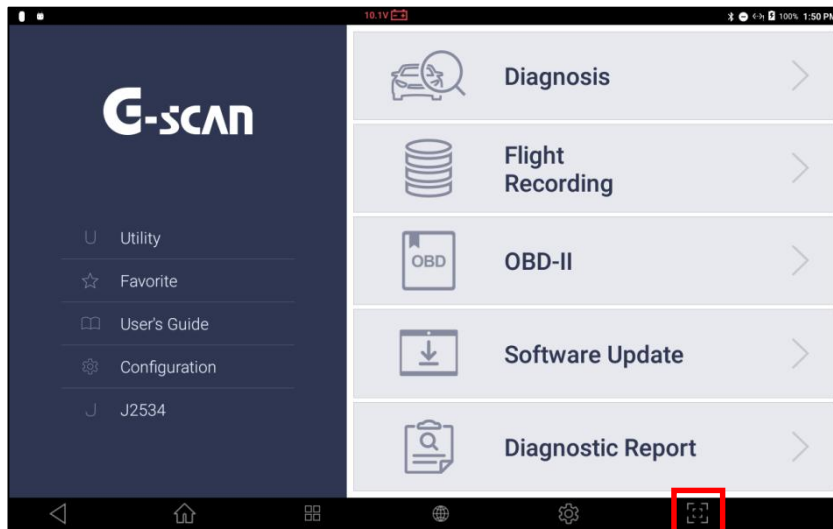 10.1V
100% 1:50 PM
G-scan
Utility
Favorite
User's Guide
Configuration
J J2534
Diagnosis
Flight
Recording
OBD
OBD-II
Software Update
Diagnostic Report